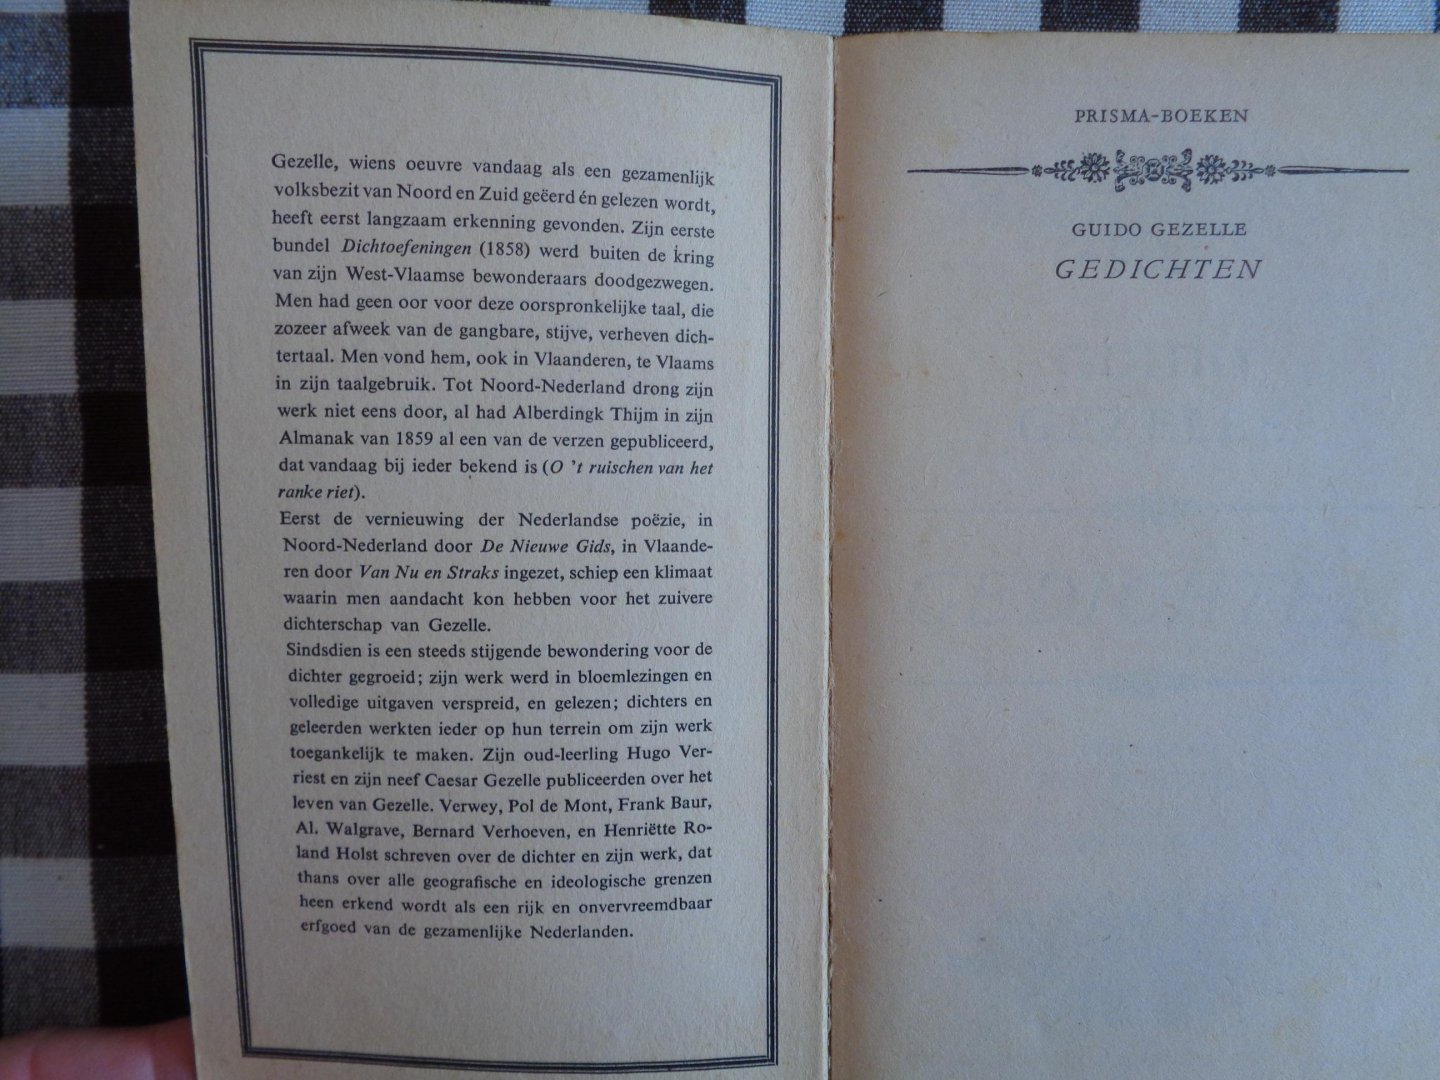 Gezelle, wiens oeuvre vandaag als een gezamenlijk
volksbezit van Noord en Zuid geëerd én gelezen wordt,
heeft eerst langzaam erkenning gevonden. Zijn eerste
bundel Dichtoefeningen (1858) werd buiten de kring
van zijn West-Vlaamse bewonderaars doodgezwegen.
Men had geen oor voor deze oorspronkelijke taal, die
zozeer afweek van de gangbare, stijve, verheven dich-
tertaal. Men vond hem, ook in Vlaanderen, te Vlaams
in zijn taalgebruik. Tot Noord-Nederland drong zijn
werk niet eens door, al had Alberdingk Thijm in zijn
Almanak van 1859 al een van de verzen gepubliceerd,
dat vandaag bij ieder bekend is (O 't ruischen van het
ranke riet).
Eerst de vernieuwing der Nederlandse poëzie, in
Noord-Nederland door De Nieuwe Gids, in Vlaande-
ren door Van Nu en Straks ingezet, schiep een klimaat
waarin men aandacht kon hebben voor het zuivere
dichterschap van Gezelle.
Sindsdien is een steeds stijgende bewondering voor de
dichter gegroeid; zijn werk werd in bloemlezingen en
volledige uitgaven verspreid, en gelezen; dichters en
geleerden werkten ieder op hun terrein om zijn werk
toegankelijk te maken. Zijn oud-leerling Hugo Ver-
riest en zijn neef Caesar Gezelle publiceerden over het
leven van Gezelle. Verwey, Pol de Mont, Frank Baur,
Al. Walgrave, Bernard Verhoeven, en Henriëtte Ro-
land Holst schreven over de dichter en zijn werk, dat
thans over alle geografische en ideologische grenzen
heen erkend wordt als een rijk en onvervreemdbaar
erfgoed van de gezamenlijke Nederlanden.
PRISMA-BOEKEN
GUIDO GEZELLE
GEDICHTEN